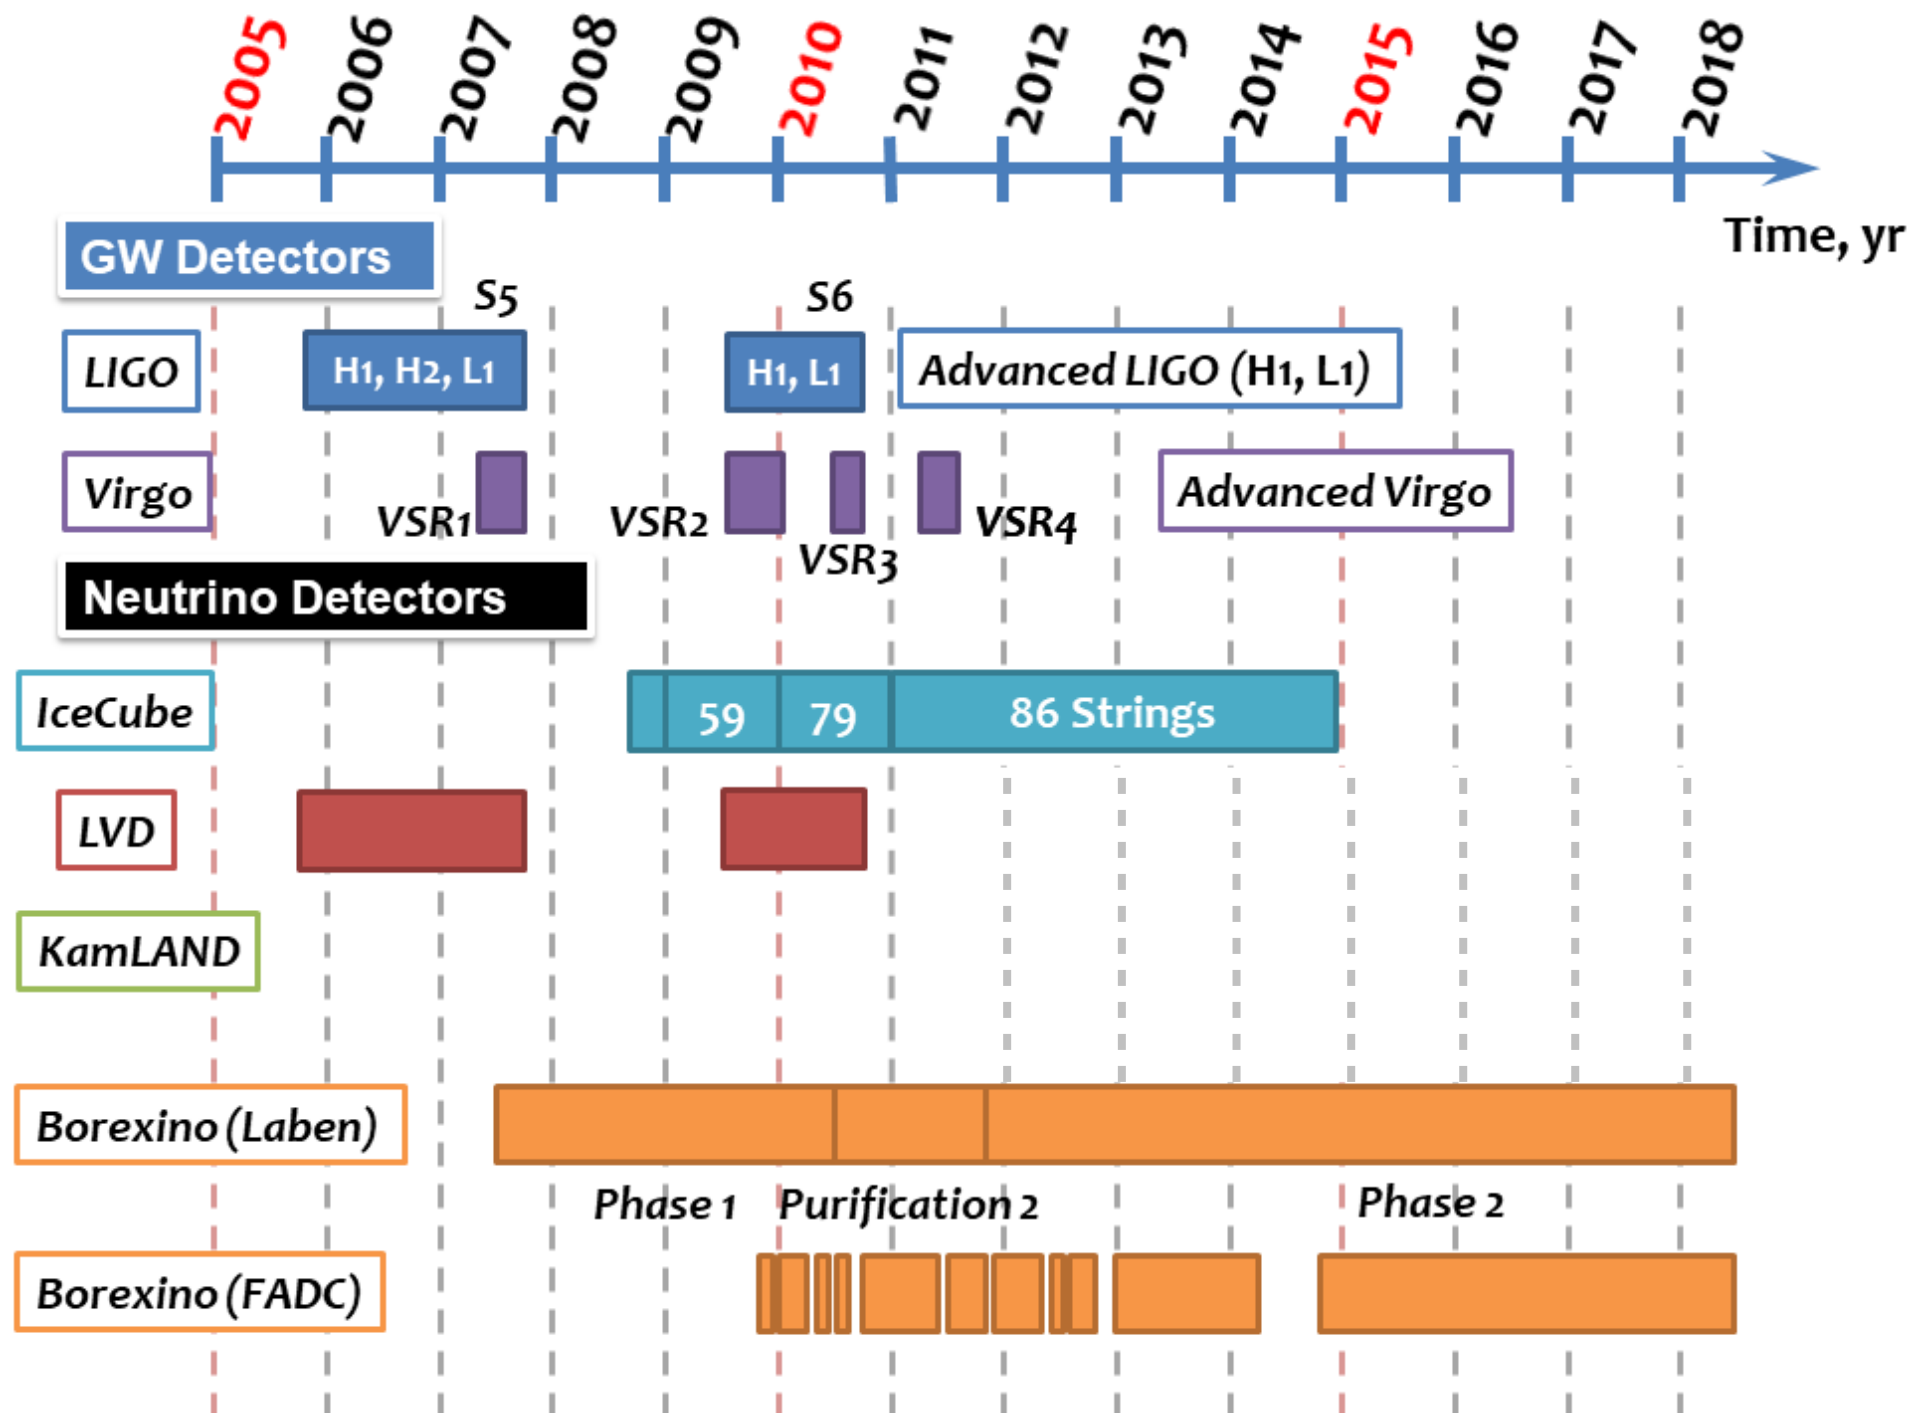 2005 2006 2007 2008 2009 2010 2011 2012 2013 2014 2015 2016 2017 2018
Time, yr
GW Detectors
S5 S6
LIGO H1, H2, L1 H1, L1 Advanced LIGO (H1, L1)
Virgo VSR1 VSR2 VSR3 VSR4 Advanced Virgo
Neutrino Detectors
IceCube 59 79 86 Strings
LVD
KamLAND
Borexino (Laben)
Phase 1 Purification 2 Phase 2
Borexino (FADC)